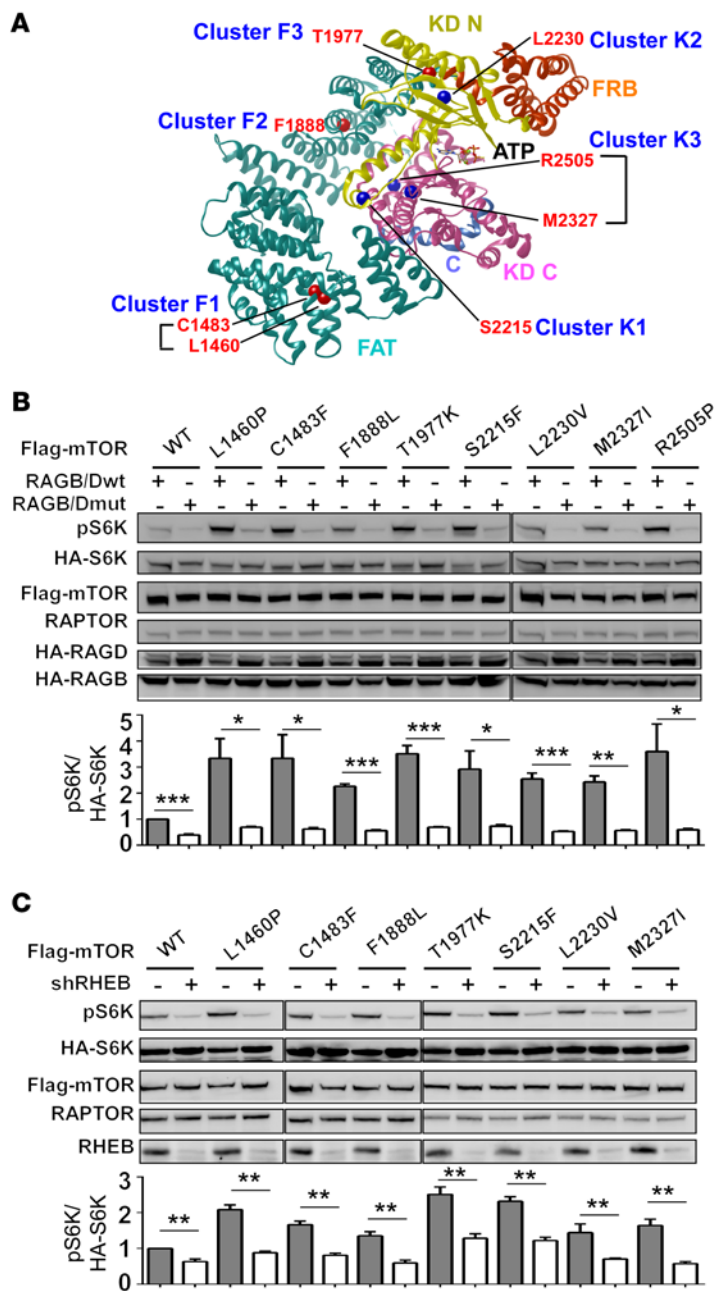 A
Cluster F3
T1977
KD N
L2230 Cluster K2
FRB
Cluster F2
F1888
Cluster K3
ATP
R2505
M2327
C
KD C
Cluster F1
C1483
L1460
FAT
S2215 Cluster K1
B
Flag-mTOR WT L1460P C1483F F1888L T1977K S2215F L2230V M2327I R2505P
RAGB/Dwt + - + - + - + - + - + - + - + - + -
RAGB/Dmut - + - + - + - + - + - + - + - + - +
pS6K
HA-S6K
Flag-mTOR
RAPTOR
HA-RAGD
HA-RAGB
pS6K/
HA-S6K
5
4
3
2
1
0
*** * * *** *** * *** ** *
C
Flag-mTOR WT L1460P C1483F F1888L T1977K S2215F L2230V M2327I
shRHEB - + - + - + - + - + - + - + - +
pS6K
HA-S6K
Flag-mTOR
RAPTOR
RHEB
pS6K/
HA-S6K
3
2
1
0
** ** ** ** ** ** ** **